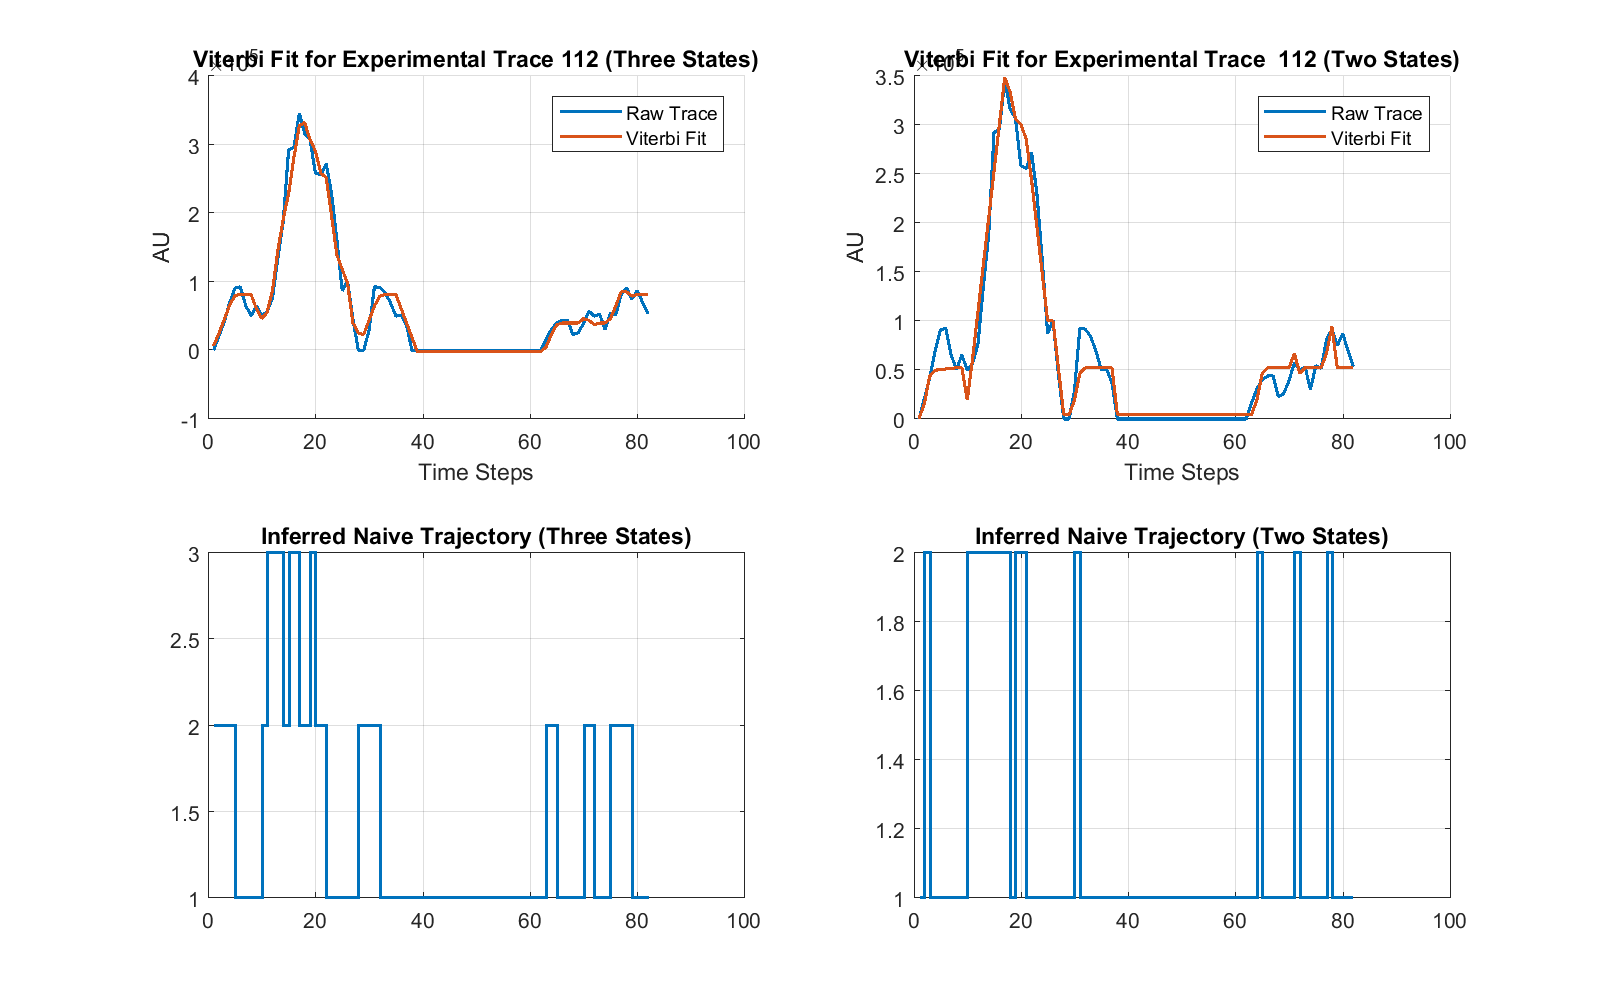 Viterbi Fit for Experimental Trace 112 (Three States)
×10^5
4
3
2
1
0
-1
AU
0 20 40 60 80 100
Time Steps
Raw Trace
Viterbi Fit
Viterbi Fit for Experimental Trace  112 (Two States)
×10^5
3.5
3
2.5
2
1.5
1
0.5
0
AU
0 20 40 60 80 100
Time Steps
Raw Trace
Viterbi Fit
Inferred Naive Trajectory (Three States)
3
2.5
2
1.5
1
0 20 40 60 80 100
Inferred Naive Trajectory (Two States)
2
1.8
1.6
1.4
1.2
1
0 20 40 60 80 100